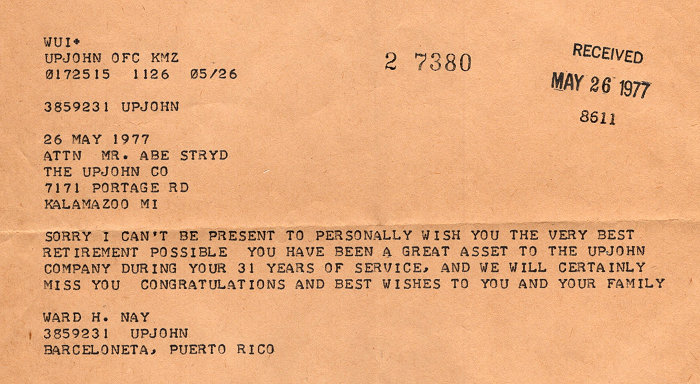 WUI+
UPJOHN OFC KMZ
0172515 1126 05/26
2 7380
RECEIVED
MAY 26 1977
8611
3859231 UPJOHN
26 MAY 1977
ATTN MR. ABE STRYD
THE UPJOHN CO
7171 PORTAGE RD
KALAMAZOO MI
SORRY I CAN'T BE PRESENT TO PERSONALLY WISH YOU THE VERY BEST
RETIREMENT POSSIBLE YOU HAVE BEEN A GREAT ASSET TO THE UPJOHN
COMPANY DURING YOUR 31 YEARS OF SERVICE, AND WE WILL CERTAINLY
MISS YOU CONGRATULATIONS AND BEST WISHES TO YOU AND YOUR FAMILY
WARD H. NAY
3859231 UPJOHN
BARCELONETA, PUERTO RICO